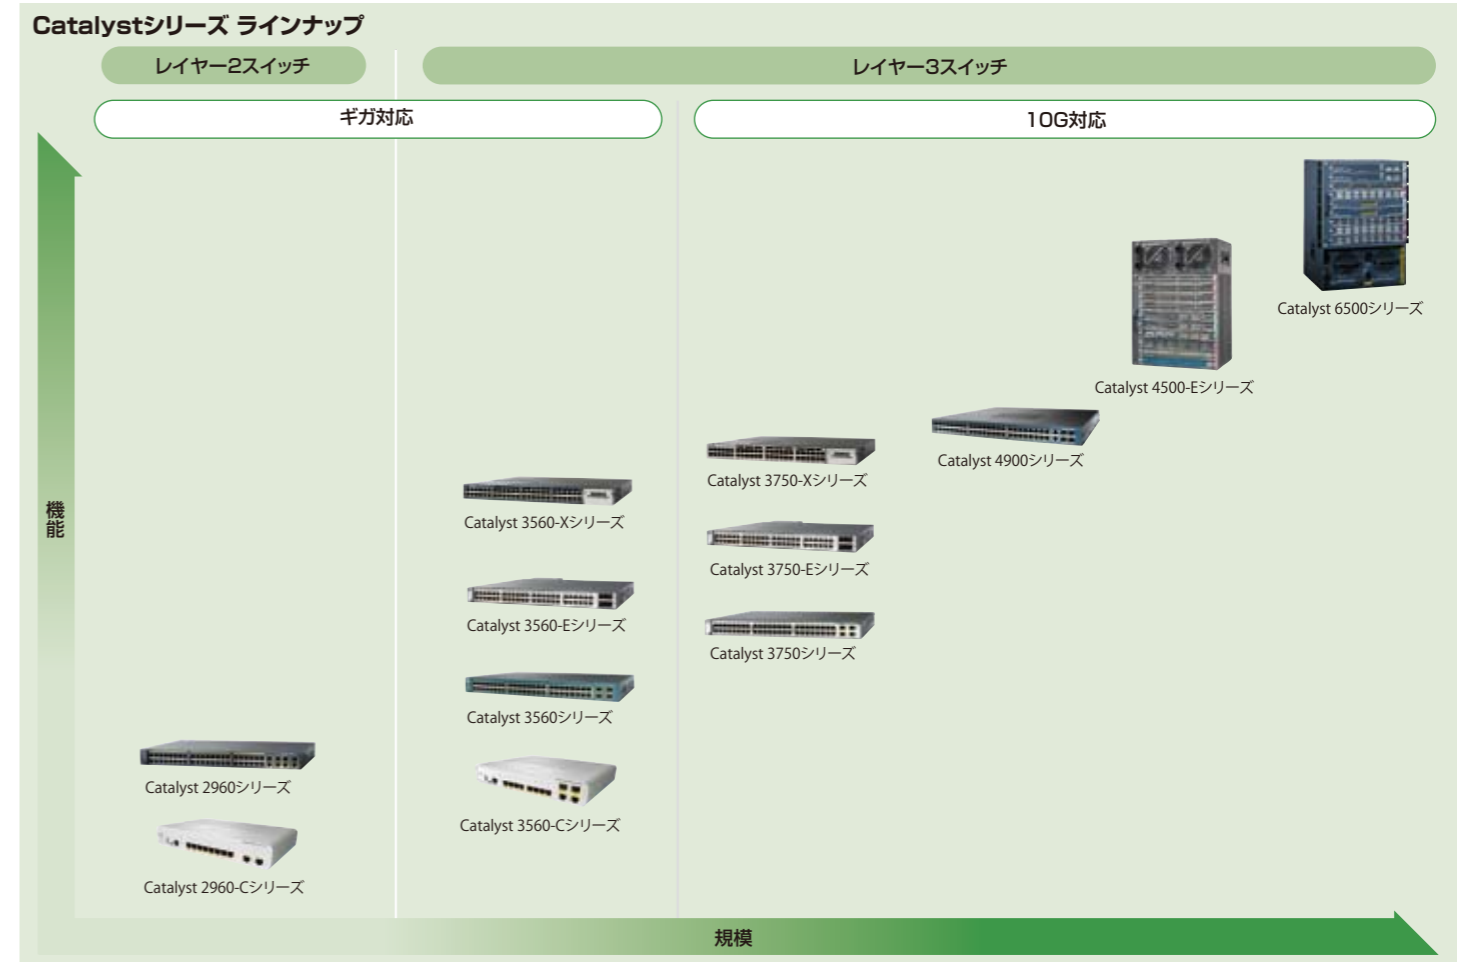 Catalystシリーズ ラインナップ
レイヤー2スイッチ
レイヤー3スイッチ
ギガ対応
10G対応
Catalyst 6500シリーズ
Catalyst 4500-Eシリーズ
Catalyst 4900シリーズ
Catalyst 3750-Xシリーズ
機能
Catalyst 3560-Xシリーズ
Catalyst 3750-Eシリーズ
Catalyst 3560-Eシリーズ
Catalyst 3750シリーズ
Catalyst 3560シリーズ
Catalyst 2960シリーズ
Catalyst 3560-Cシリーズ
Catalyst 2960-Cシリーズ
規模